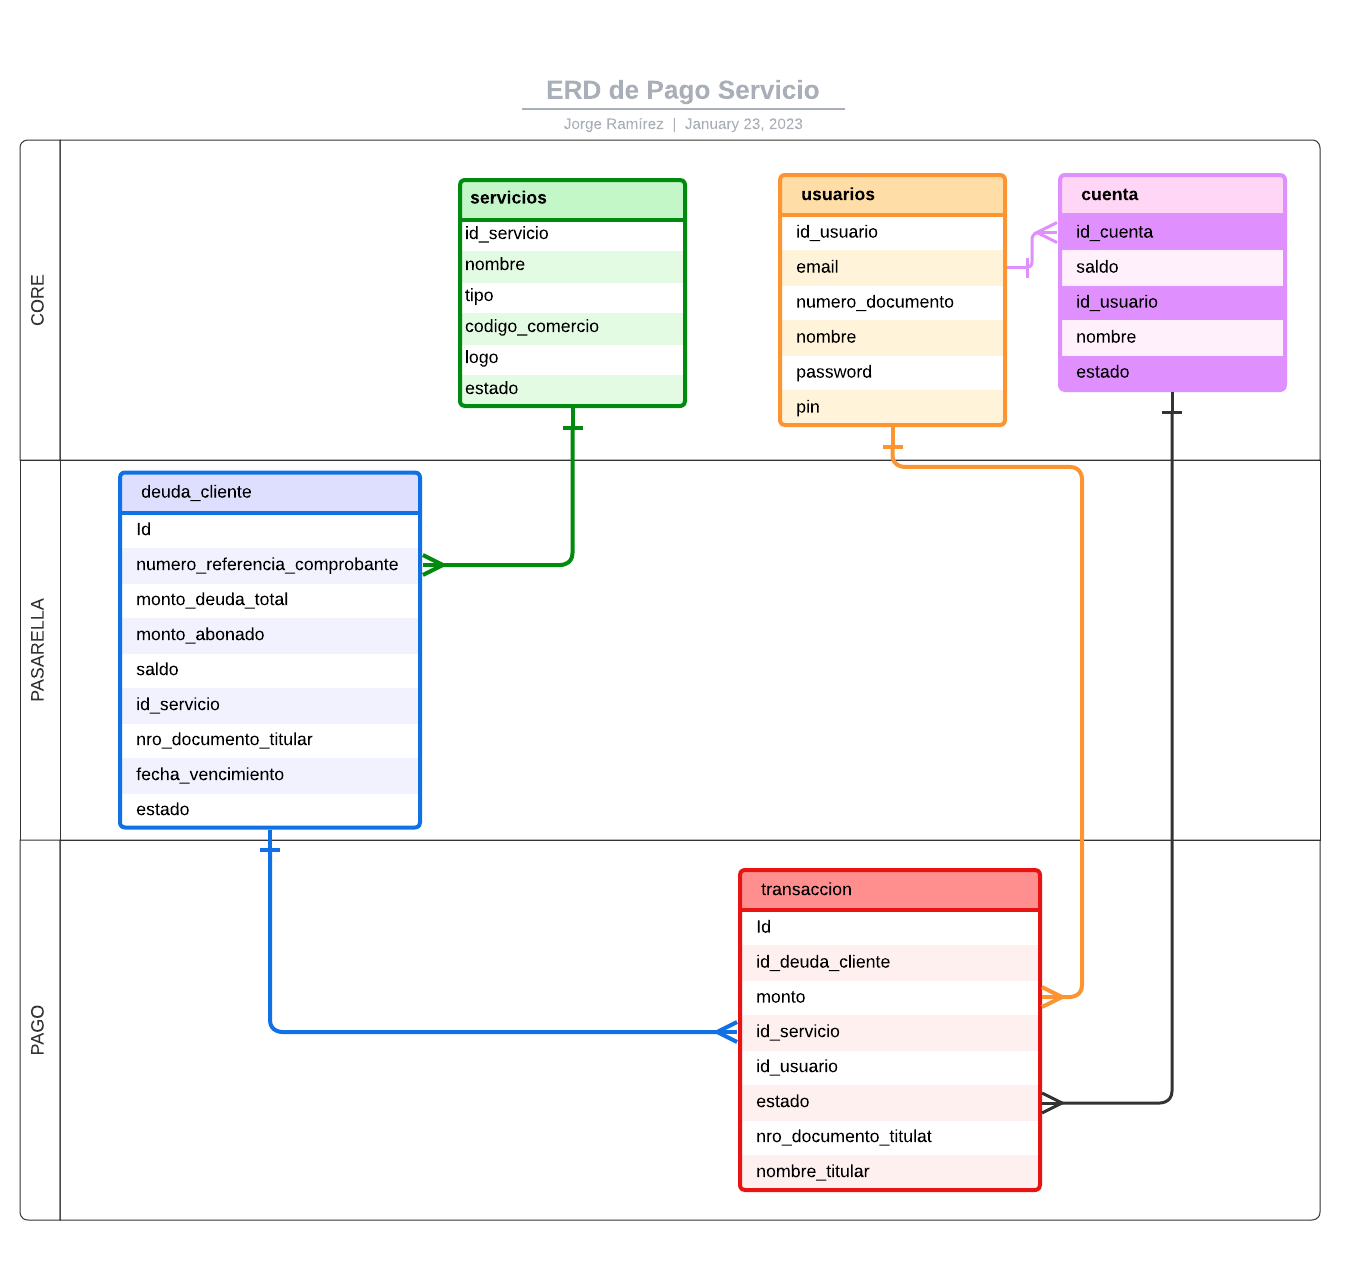 ERD de Pago Servicio
Jorge Ramírez | January 23, 2023
CORE
servicios
id_servicio
nombre
tipo
codigo_comercio
logo
estado
usuarios
id_usuario
email
numero_documento
nombre
password
pin
cuenta
id_cuenta
saldo
id_usuario
nombre
estado
PASARELLA
deuda_cliente
Id
numero_referencia_comprobante
monto_deuda_total
monto_abonado
saldo
id_servicio
nro_documento_titular
fecha_vencimiento
estado
PAGO
transaccion
Id
id_deuda_cliente
monto
id_servicio
id_usuario
estado
nro_documento_titulat
nombre_titular